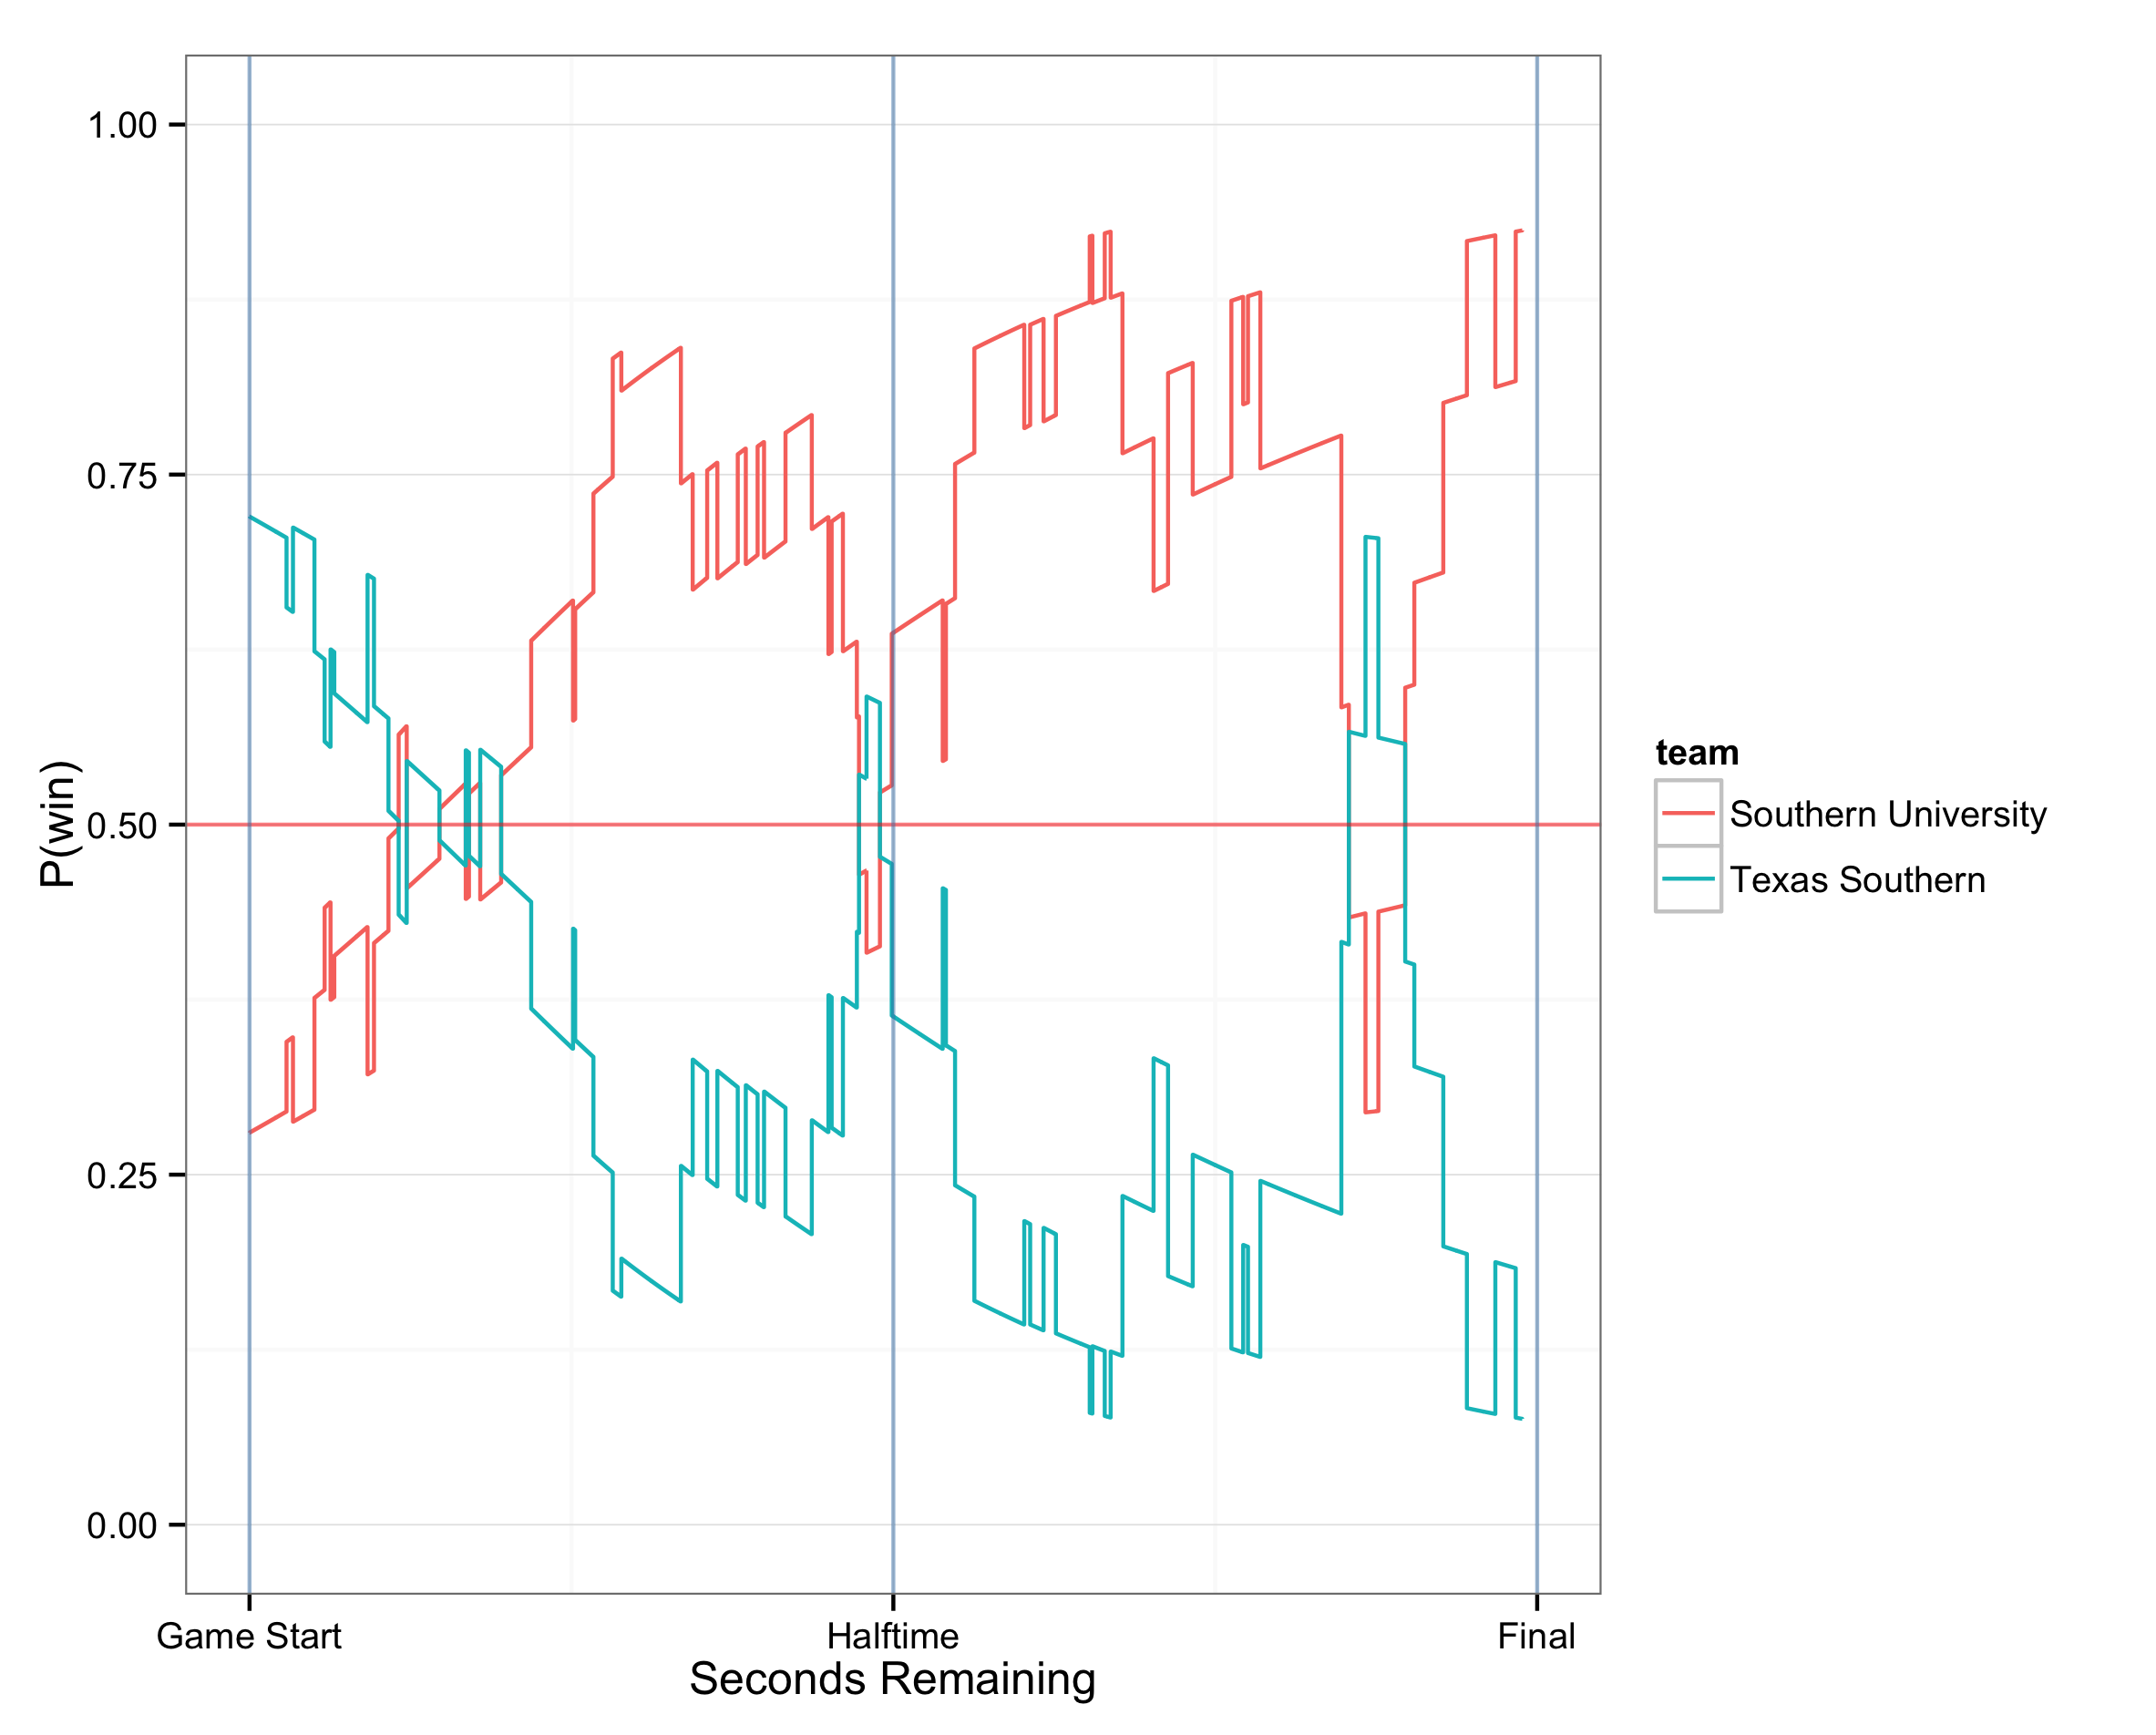 1.00
0.75
0.50
0.25
0.00
P(win)
Game Start
Halftime
Final
Seconds Remaining
team
Southern University
Texas Southern